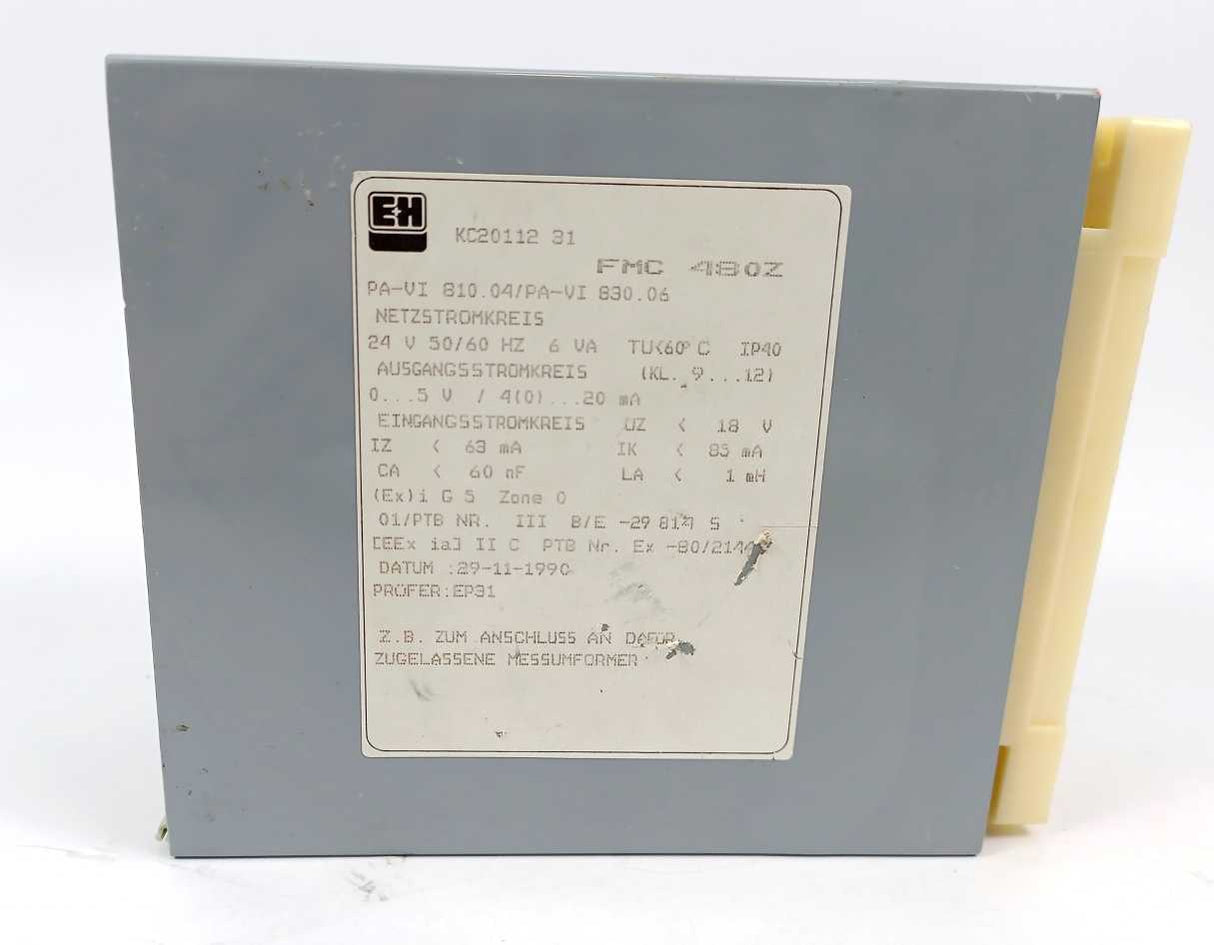 E+H
KC20112 31
FMC 480Z
PA-VI 810.04/PA-VI 830.06
NETZSTROMKREIS
24 V 50/60 HZ 6 VA TU<60° C IP40
AUSGANGSSTROMKREIS (KL. 9...12)
0...5 V / 4(0)...20 mA
EINGANGSSTROMKREIS UZ < 18 V
IZ < 63 mA IK < 85 mA
CA < 60 nF LA < 1 mH
(Ex)i G 5 Zone 0
01/PTB NR. III B/E -29 814 S
[EEx ia] II C PTB Nr. Ex
DATUM :29-11-1990
PRÜFER:EP31
Z.B. ZUM ANSCHLUSS AN DAFÜR
ZUGELASSENE MESSUMFORMER